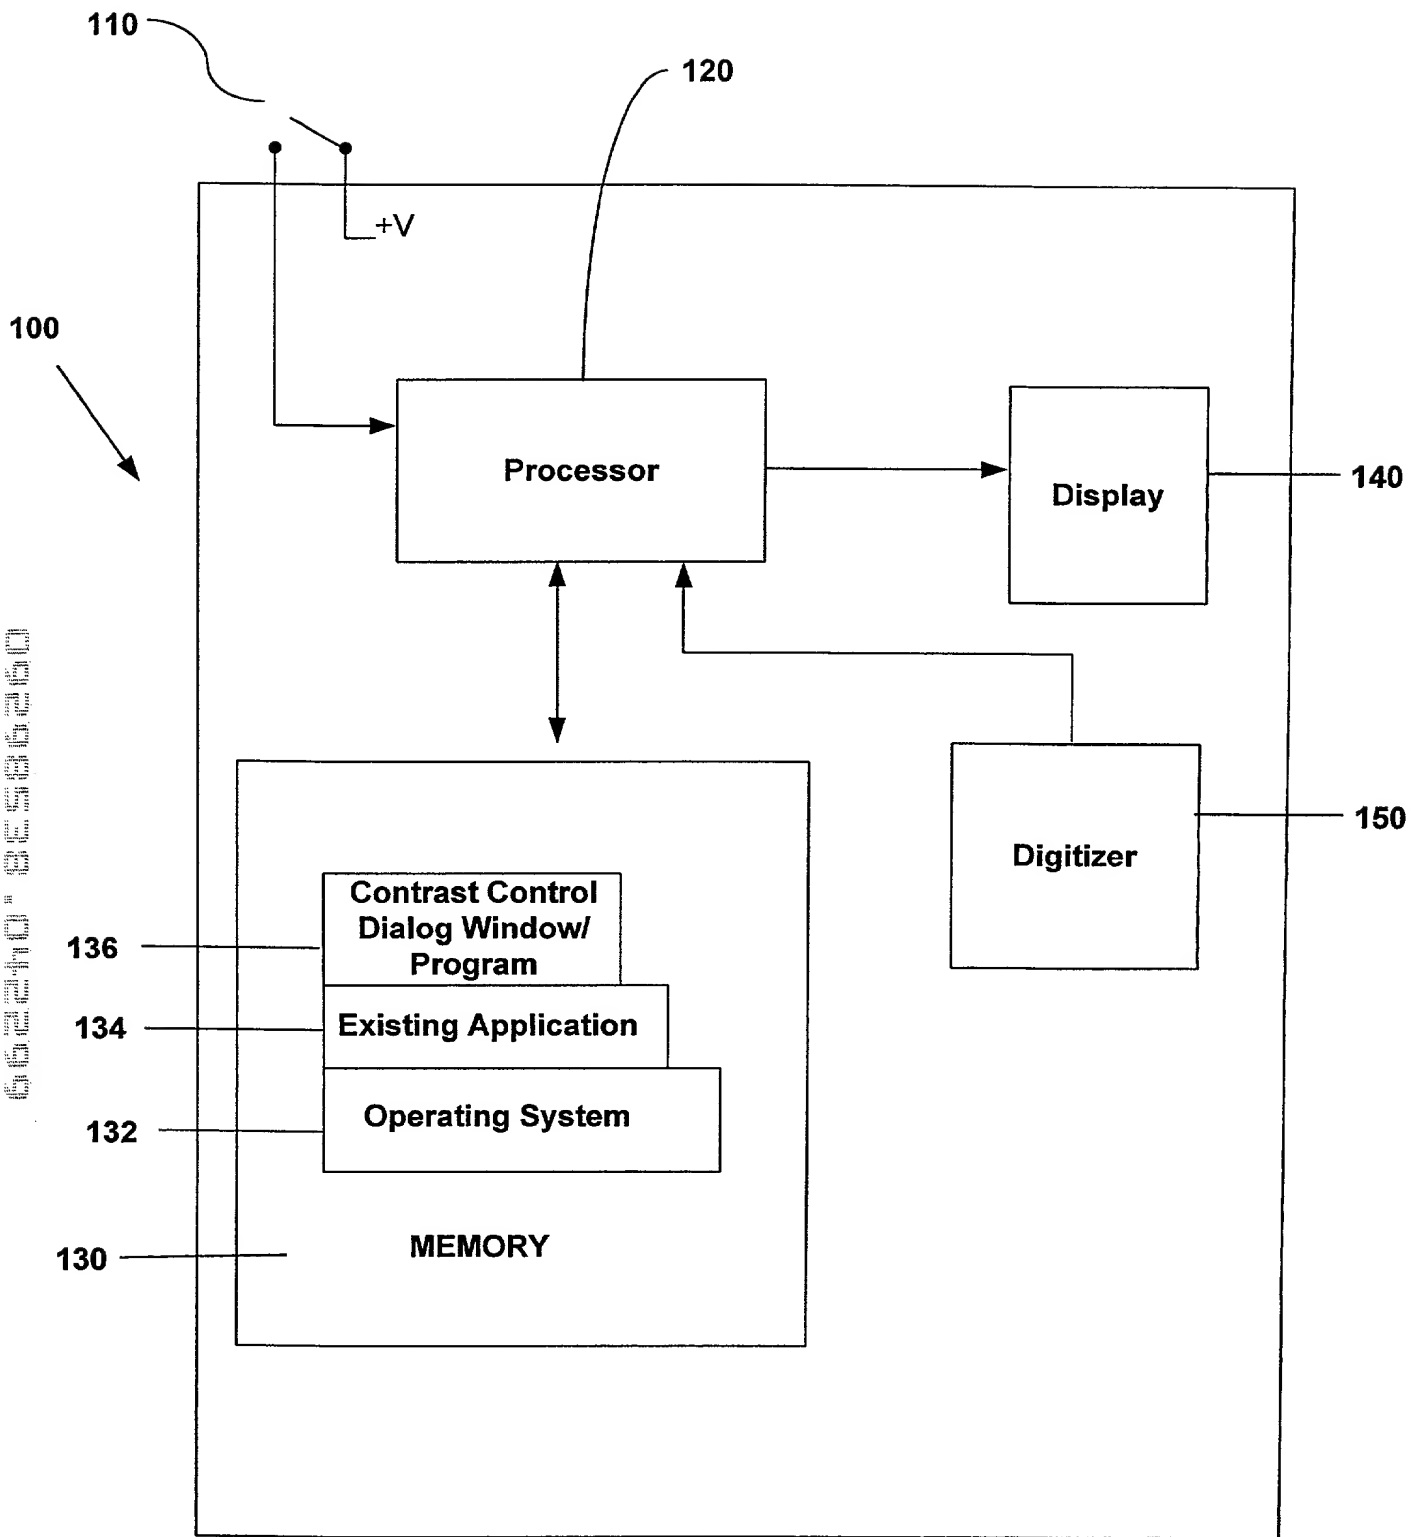 110
120
+V
100
Processor
Display
140
Digitizer
150
Contrast Control
Dialog Window/
Program
136
Existing Application
134
Operating System
132
MEMORY
130